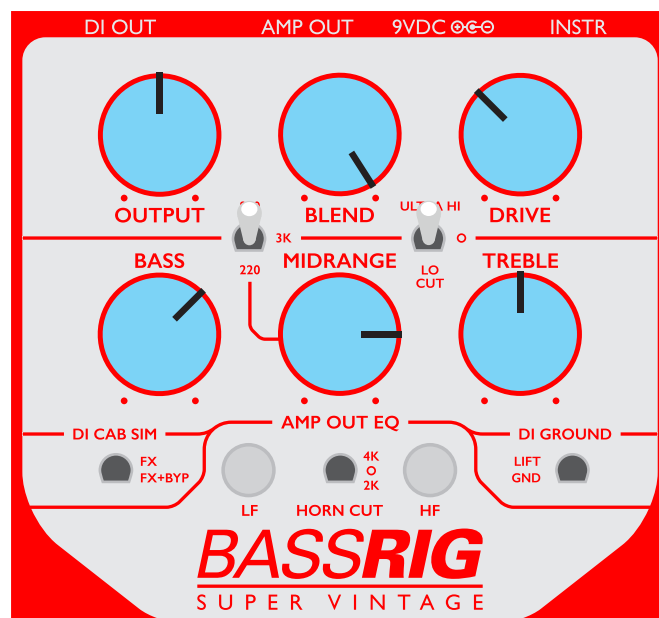 DI OUT AMP OUT 9VDC INSTR
OUTPUT BLEND ULTRA HI DRIVE
3K O
BASS 220 MIDRANGE LO CUT TREBLE
AMP OUT EQ
DI CAB SIM DI GROUND
FX 4K LIFT
FX+BYP O GND
2K
LF HORN CUT HF
BASSRIG
SUPER VINTAGE